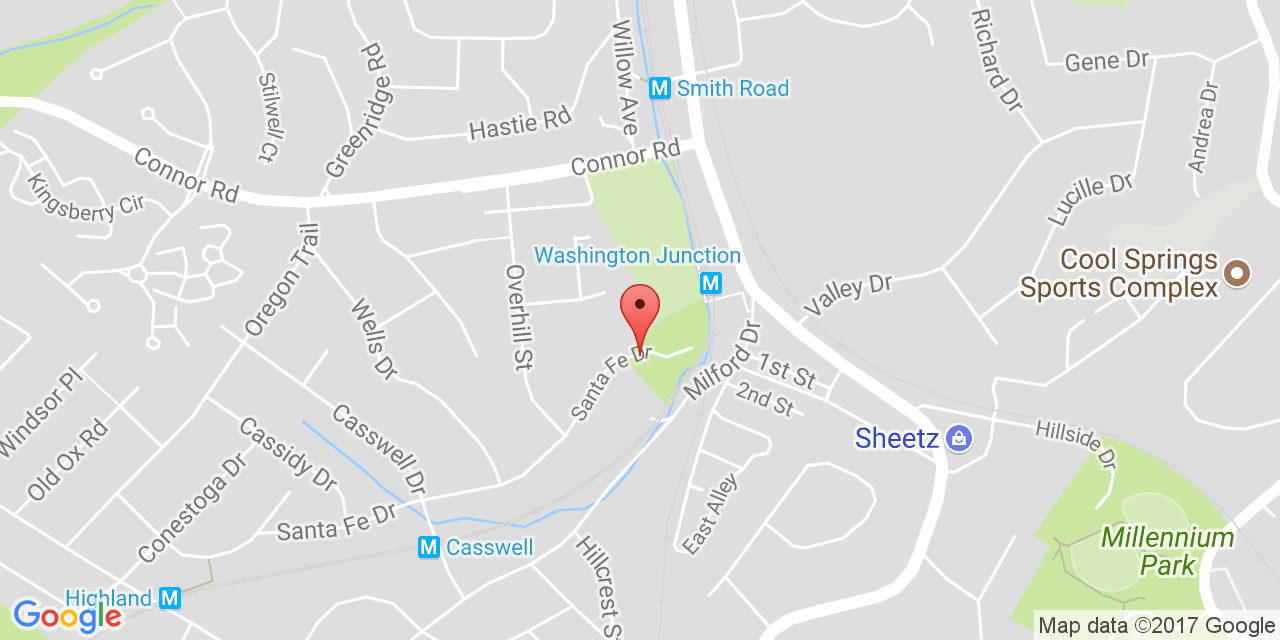 Willow Ave
Richard Dr
Gene Dr
Greenridge Rd
Stilwell Ct
Smith Road
Andrea Dr
Hastie Rd
Connor Rd
Connor Rd
Kingsberry Cir
Lucille Dr
Oregon Trail
Washington Junction
Cool Springs
Sports Complex
Overhill St
Valley Dr
Wells Dr
Santa Fe Dr
Milford Dr
1st St
2nd St
Windsor Pl
Old Ox Rd
Cassidy Dr
Casswell Dr
Sheetz
Hillside Dr
Conestoga Dr
Santa Fe Dr
East Alley
Millennium
Park
Casswell
Hillcrest S
Highland
Google
Map data ©2017 Google